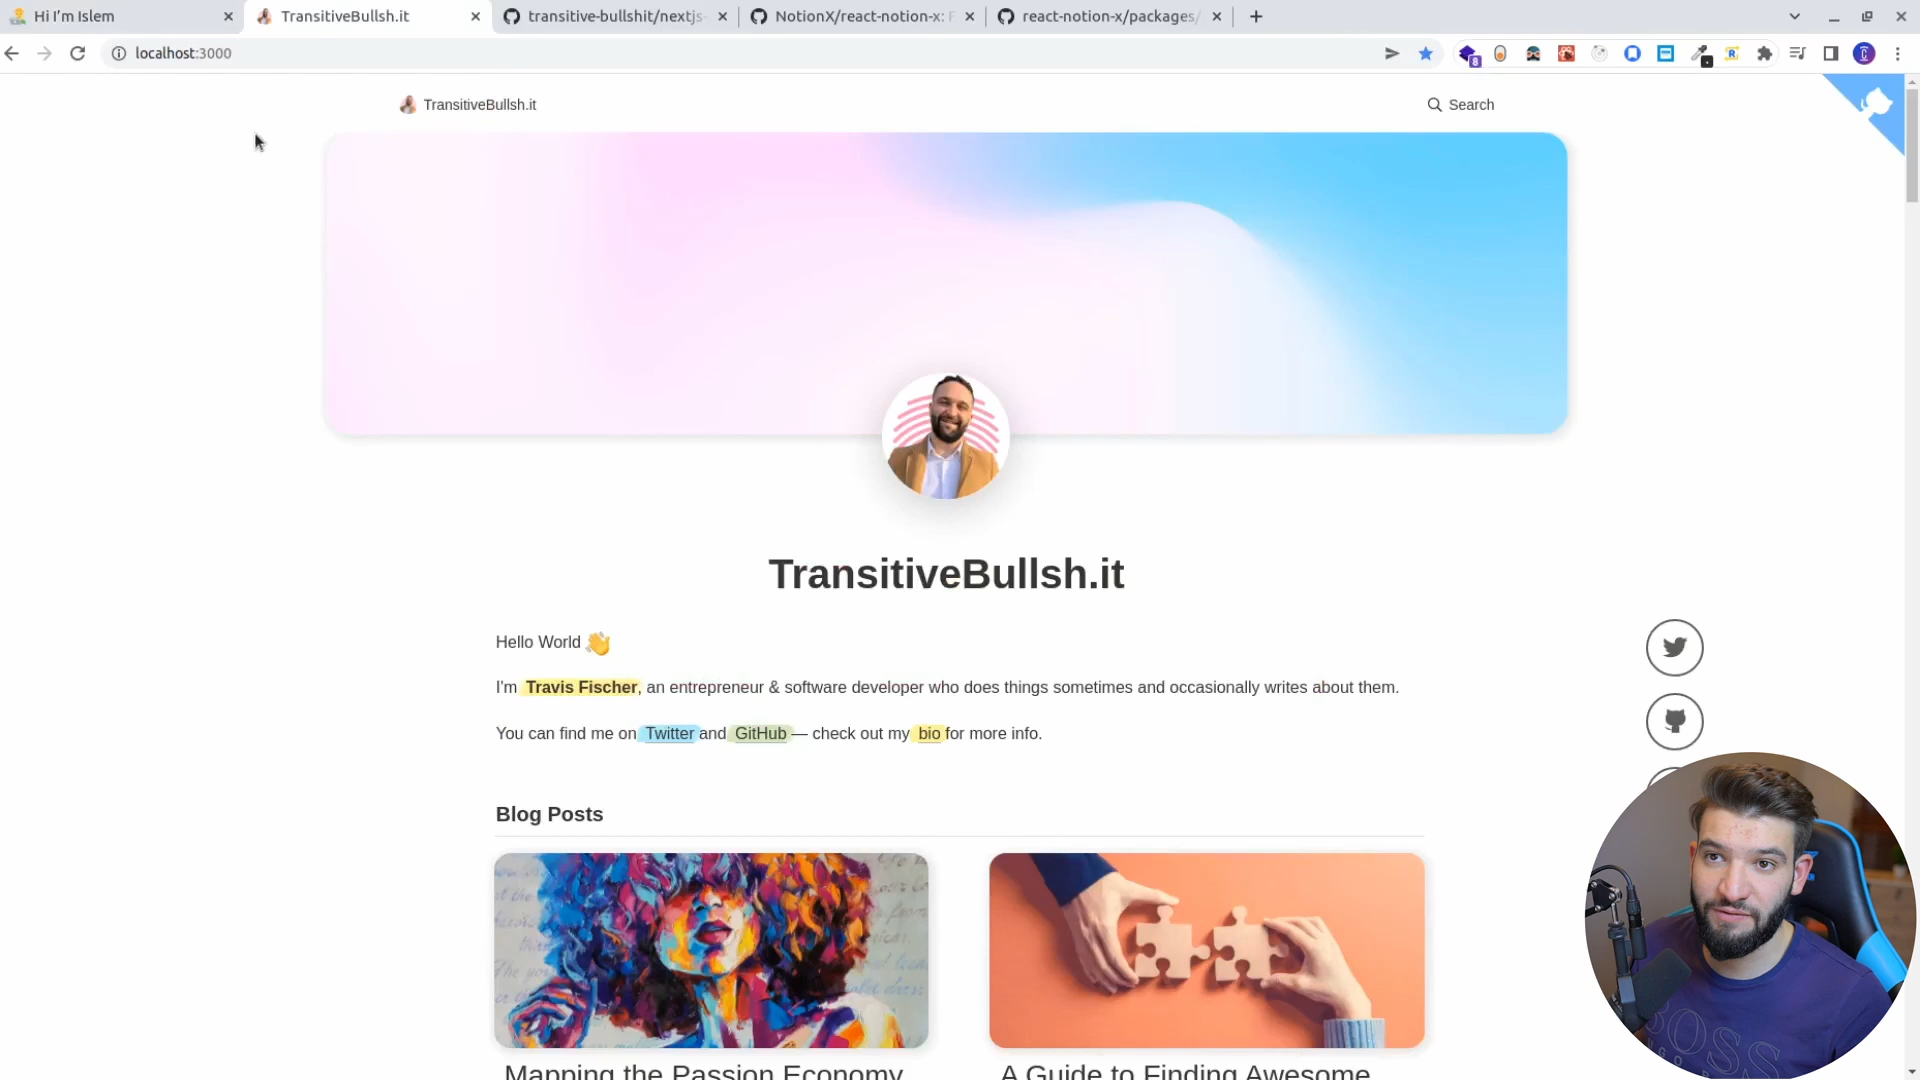 Hi I'm Islem
TransitiveBullsh.it
transitive-bullshit/nextjs-
NotionX/react-notion-x: F
react-notion-x/packages/
localhost:3000
8
TransitiveBullsh.it
Search
TransitiveBullsh.it
Hello World 👋
I'm Travis Fischer, an entrepreneur & software developer who does things sometimes and occasionally writes about them.
You can find me on Twitter and GitHub — check out my bio for more info.
Blog Posts
Mapping the Passion Economy
A Guide to Finding Awesome
BOSS